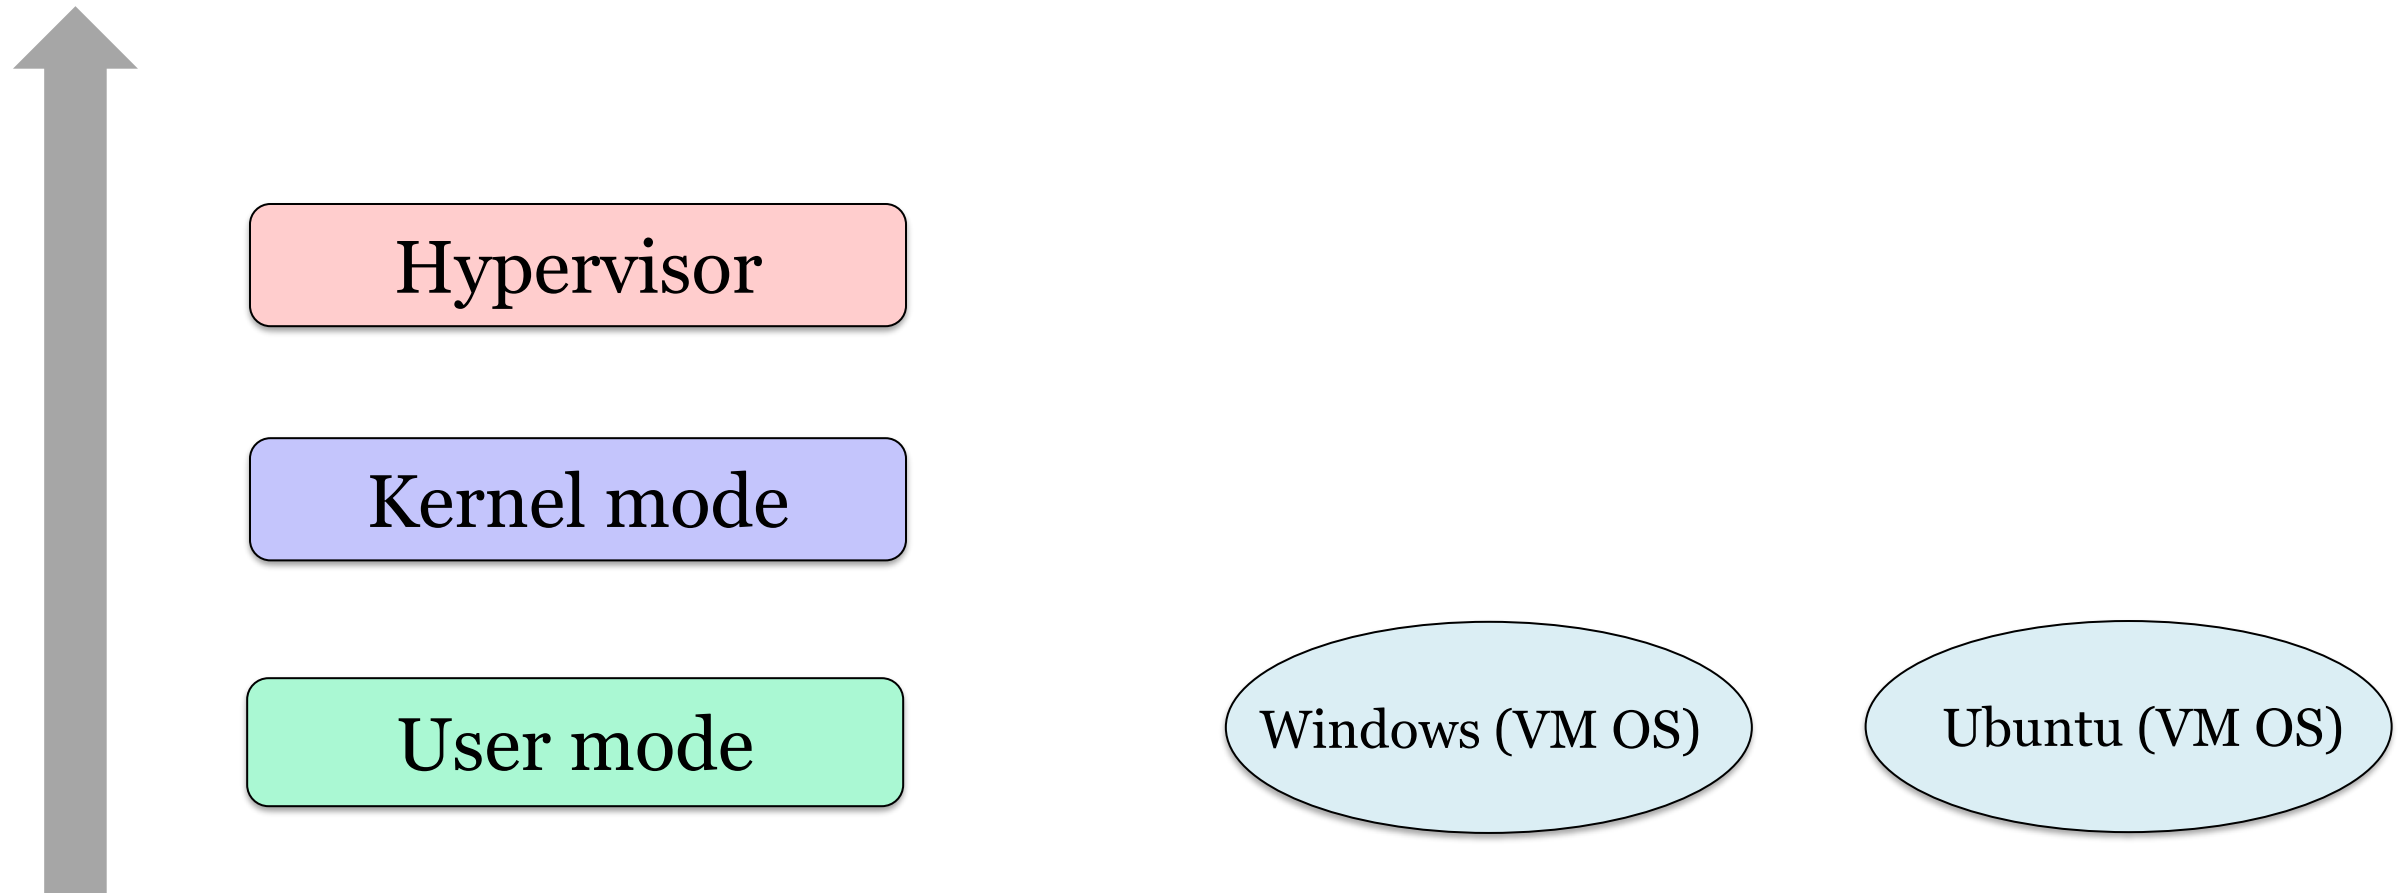 Hypervisor
Kernel mode
User mode
Windows (VM OS)
Ubuntu (VM OS)